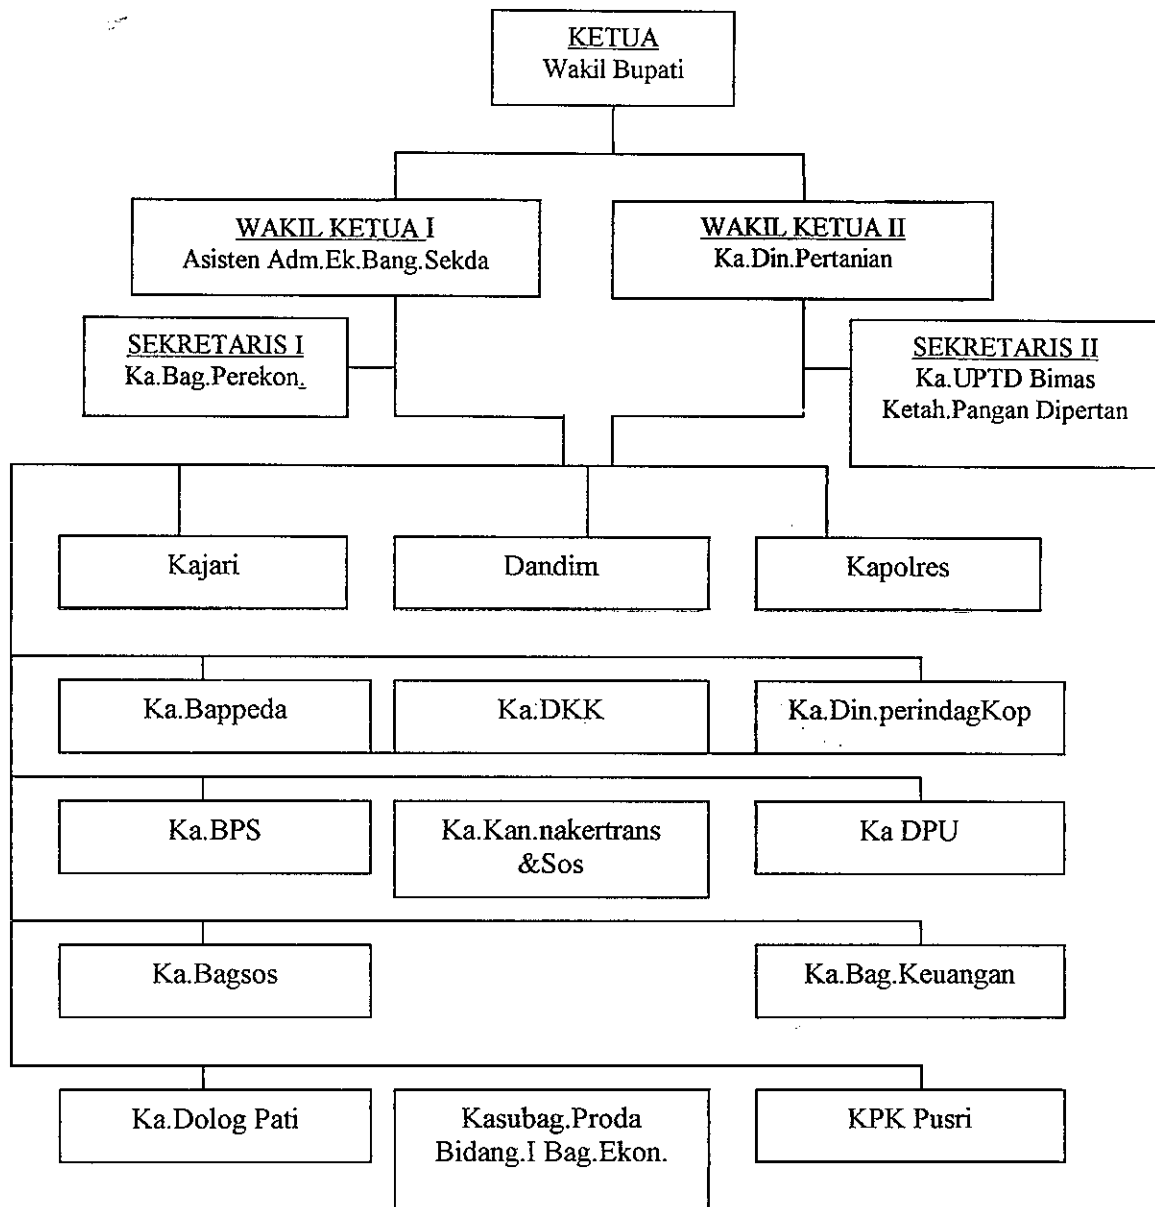 KETUA
Wakil Bupati
WAKIL KETUA I
Asisten Adm.Ek.Bang.Sekda
WAKIL KETUA II
Ka.Din.Pertanian
SEKRETARIS I
Ka.Bag.Perekon.
SEKRETARIS II
Ka.UPTD Bimas
Ketah.Pangan Dipertan
Kajari
Dandim
Kapolres
Ka.Bappeda
Ka.DKK
Ka.Din.perindagKop
Ka.BPS
Ka.Kan.nakertrans
&Sos
Ka DPU
Ka.Bagsos
Ka.Bag.Keuangan
Ka.Dolog Pati
Kasubag.Proda
Bidang.I Bag.Ekon.
KPK Pusri